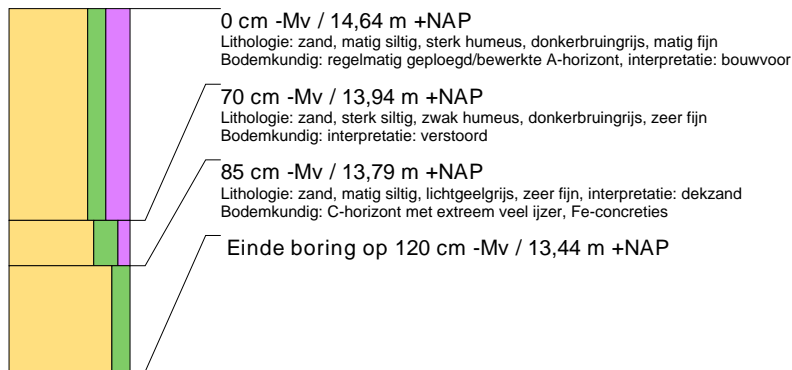 0 cm -Mv / 14,64 m +NAP
Lithologie: zand, matig siltig, sterk humeus, donkerbruingrijs, matig fijn
Bodemkundig: regelmatig geploegd/bewerkte A-horizont, interpretatie: bouwvoor
70 cm -Mv / 13,94 m +NAP
Lithologie: zand, sterk siltig, zwak humeus, donkerbruingrijs, zeer fijn
Bodemkundig: interpretatie: verstoord
85 cm -Mv / 13,79 m +NAP
Lithologie: zand, matig siltig, lichtgeelgrijs, zeer fijn, interpretatie: dekzand
Bodemkundig: C-horizont met extreem veel ijzer, Fe-concreties
Einde boring op 120 cm -Mv / 13,44 m +NAP